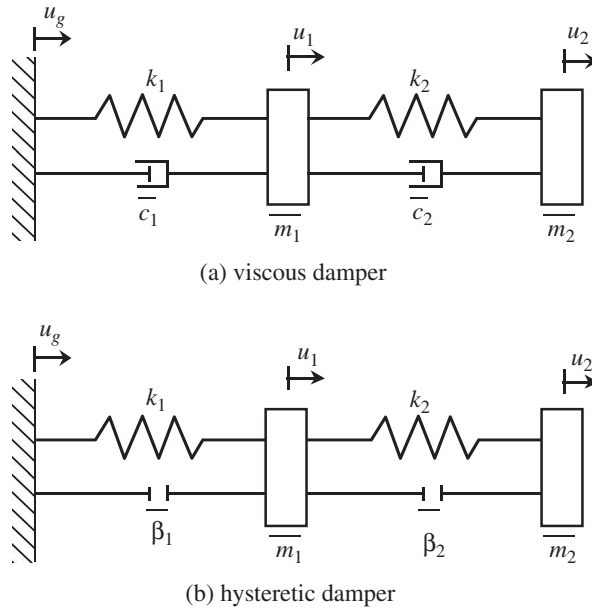 u_g
u_1
u_2
k_1
k_2
c_1
c_2
m_1
m_2
(a) viscous damper
u_g
u_1
u_2
k_1
k_2
β_1
β_2
m_1
m_2
(b) hysteretic damper